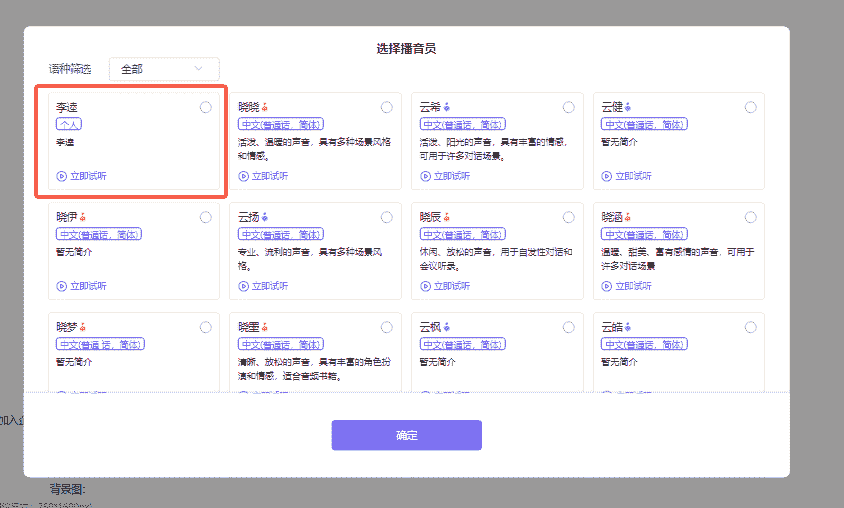 选择播音员
语种筛选 全部
李逵
个人
李逵
立即试听
晓晓
中文(普通话，简体)
活泼、温暖的声音，具有多种场景风格
和情感。
立即试听
云希
中文(普通话，简体)
活泼、阳光的声音，具有丰富的情感，
可用于许多对话场景。
立即试听
云健
中文(普通话，简体)
暂无简介
立即试听
晓伊
中文(普通话，简体)
暂无简介
立即试听
云扬
中文(普通话，简体)
专业、流利的声音，具有多种场景风
格。
立即试听
晓辰
中文(普通话，简体)
休闲、放松的声音，用于自发性对话和
会议听录。
立即试听
晓涵
中文(普通话，简体)
温暖、甜美、富有感情的声音，可用于
许多对话场景
立即试听
晓梦
中文(普通话，简体)
暂无简介
晓墨
中文(普通话，简体)
清晰、放松的声音，具有丰富的角色扮
演和情感，适合音频书籍。
云枫
中文(普通话，简体)
暂无简介
云皓
中文(普通话，简体)
暂无简介
确定
加入
背景图: